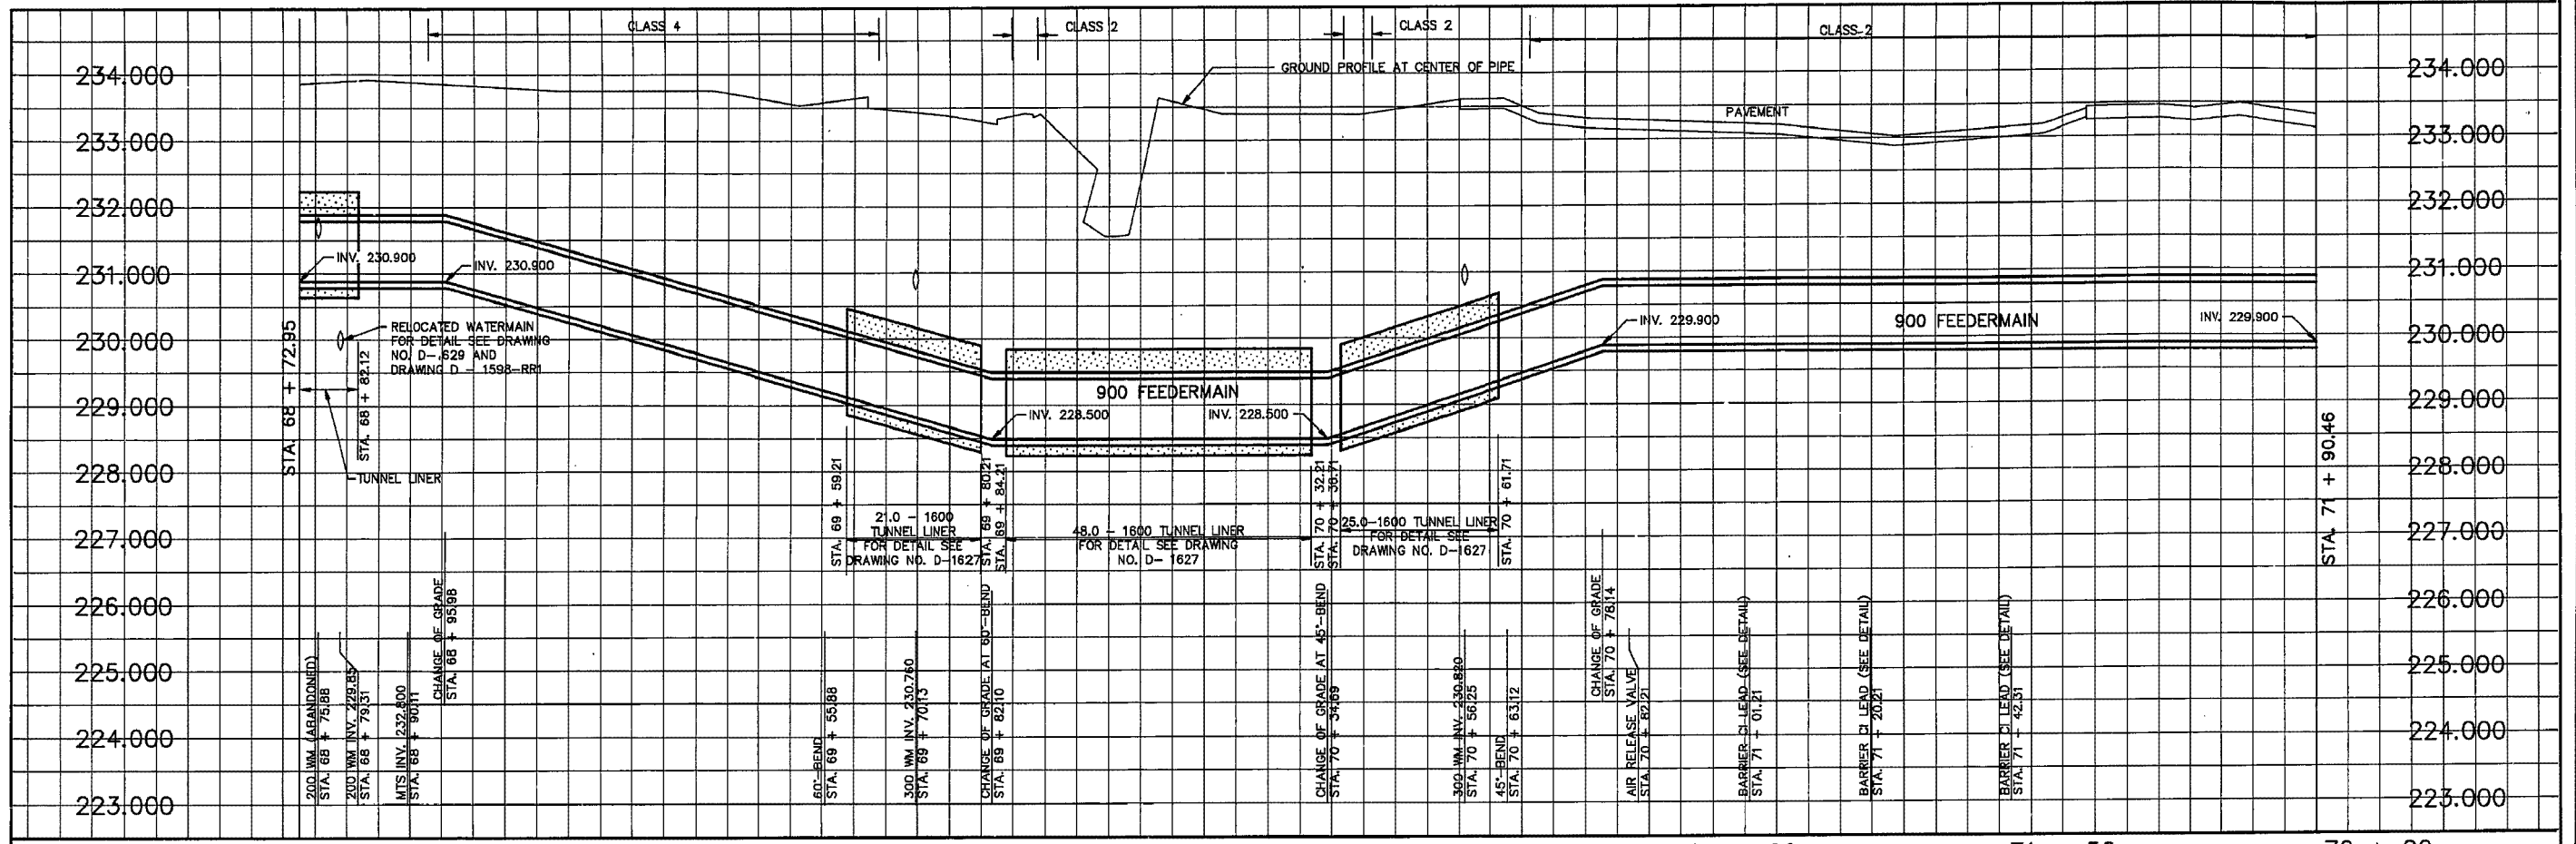 CLASS 4
CLASS 2
CLASS 2
CLASS 2
234.000
234.000
GROUND PROFILE AT CENTER OF PIPE
PAVEMENT
233.000
233.000
232.000
232.000
INV. 230.900
INV. 230.900
231.000
231.000
RELOCATED WATERMAIN
FOR DETAIL SEE DRAWING
NO. D-.629 AND
DRAWING D - 1598-RR1
INV. 229.900
900 FEEDERMAIN
INV. 229.900
230.000
230.000
900 FEEDERMAIN
INV. 228.500
INV. 228.500
229.000
229.000
STA. 68 + 72.95
STA. 68 + 82.12
TUNNEL LINER
228.000
228.000
STA. 69 + 59.21
21.0 - 1600
TUNNEL LINER
FOR DETAIL SEE
DRAWING NO. D-1627
STA. 69 + 80.21
STA. 69 + 84.21
48.0 - 1600 TUNNEL LINER
FOR DETAIL SEE DRAWING
NO. D- 1627
STA. 70 + 32.21
STA. 70 + 36.71
25.0-1600 TUNNEL LINER
FOR DETAIL SEE
DRAWING NO. D-1627
STA. 70 + 61.71
STA. 71 + 90.46
227.000
227.000
226.000
226.000
225.000
225.000
224.000
224.000
223.000
223.000
200 WM (ABANDONED)
STA. 68 + 75.88
200 WM INV. 229.85
STA. 68 + 79.31
MTS INV. 232.800
STA. 68 + 90.11
CHANGE OF GRADE
STA. 68 + 95.98
60°-BEND
STA. 69 + 55.88
300 WM INV. 230.760
STA. 69 + 70.13
CHANGE OF GRADE AT 60°-BEND
STA. 69 + 82.10
CHANGE OF GRADE AT 45°-BEND
STA. 70 + 34.69
300 WM INV. 230.820
STA. 70 + 56.25
45°-BEND
STA. 70 + 63.12
CHANGE OF GRADE
STA. 70 + 78.14
AIR RELEASE VALVE
STA. 70 + 82.21
BARRIER CI LEAD (SEE DETAIL)
STA. 71 - 01.21
BARRIER CI LEAD (SEE DETAIL)
STA. 71 - 20.21
BARRIER CI LEAD (SEE DETAIL)
STA. 71 - 42.31